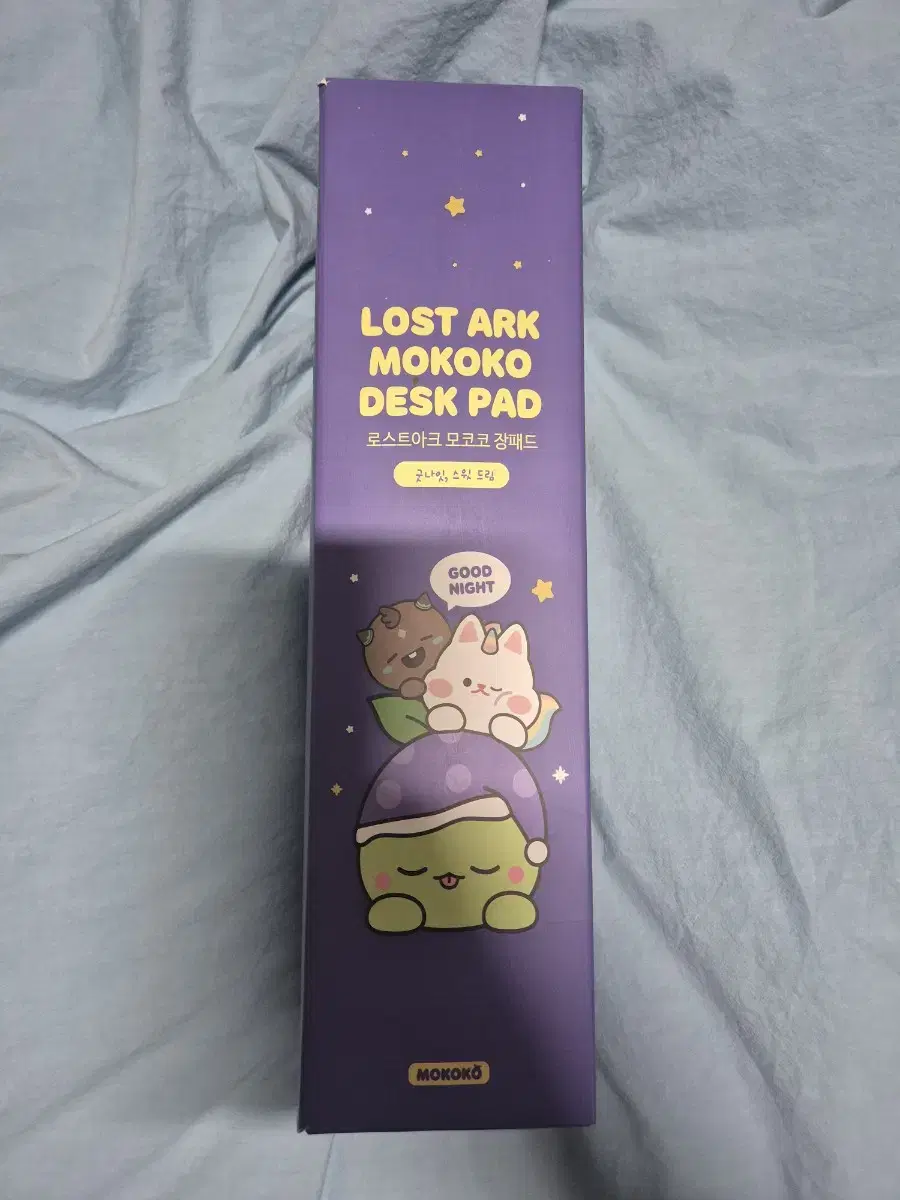 LOST ARK
MOKOKO
DESK PAD
로스트아크 모코코 장패드
굿나잇, 스윗 드림
GOOD
NIGHT
MOKOKO